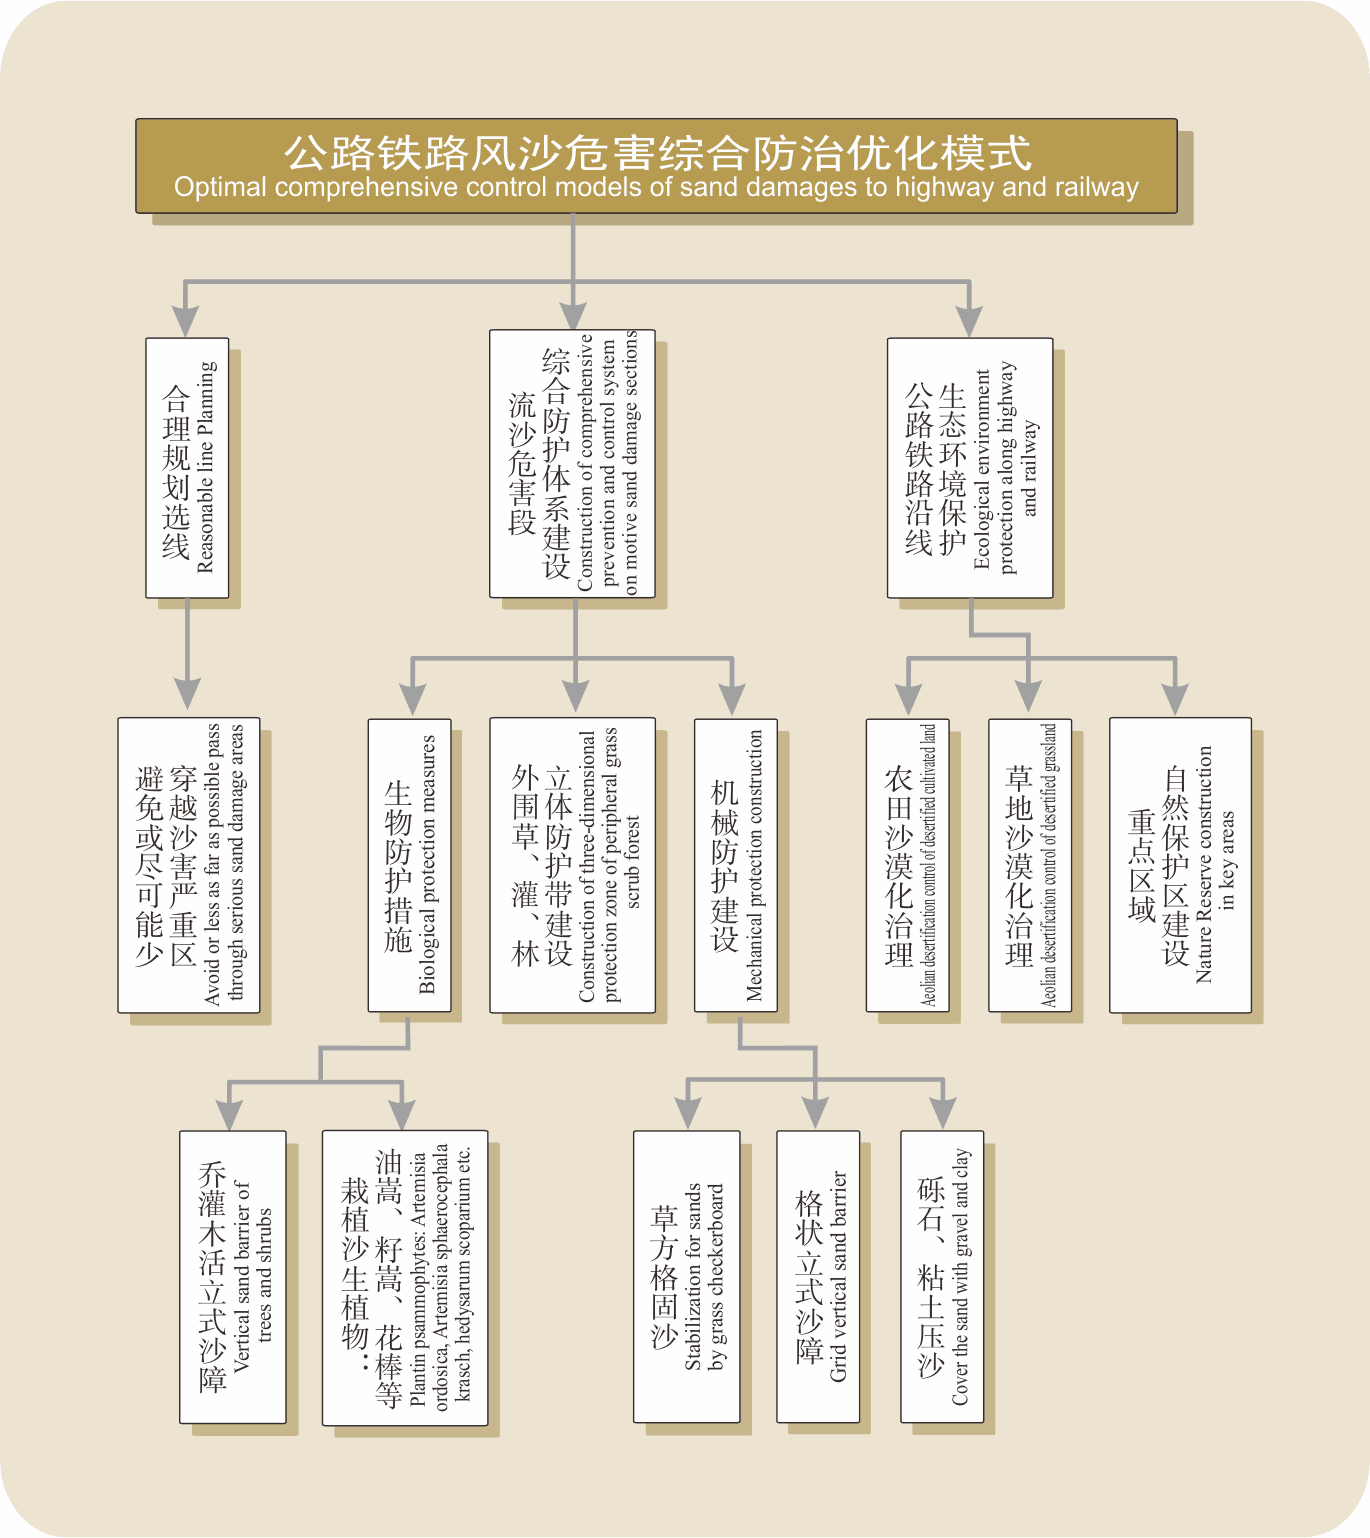 公路铁路风沙危害综合防治优化模式
Optimal comprehensive control models of sand damages to highway and railway
合理规划选线
Reasonable line Planning
流沙危害段
综合防护体系建设
Construction of comprehensive
prevention and control system
on motive sand damage sections
公路铁路沿线
生态环境保护
Ecological environment
protection along highway
and railway
避免或尽可能少
穿越沙害严重区
Avoid or less as far as possible pass
through serious sand damage areas
生物防护措施
Biological protection measures
外围草、灌、林
立体防护带建设
Construction of three-dimensional
protection zone of peripheral grass
scrub forest
机械防护建设
Mechanical protection construction
农田沙漠化治理
Aeolian desertification control of desertified cultivated land
草地沙漠化治理
Aeolian desertification control of desertified grassland
重点区域
自然保护区建设
Nature Reserve construction
in key areas
乔灌木活立式沙障
Vertical sand barrier of
trees and shrubs
栽植沙生植物：
油蒿、籽蒿、花棒等
Plantin psammophytes: Artemisia
ordosica, Artemisia sphaerocephala
krasch, hedysarum scoparium etc.
草方格固沙
Stabilization for sands
by grass checkerboard
格状立式沙障
Grid vertical sand barrier
砾石、粘土压沙
Cover the sand with gravel and clay